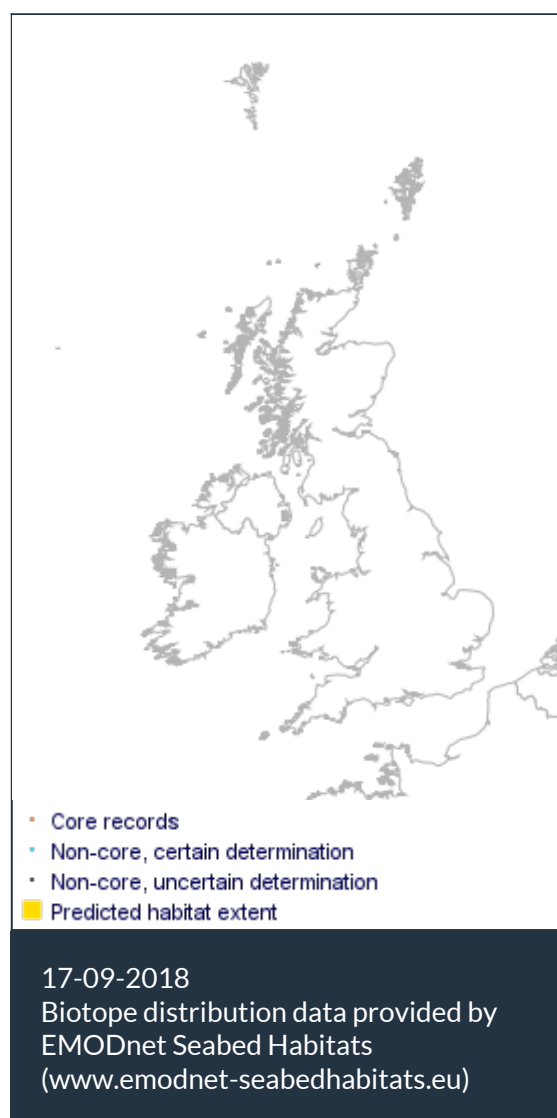 Core records
Non-core, certain determination
Non-core, uncertain determination
Predicted habitat extent
17-09-2018
Biotope distribution data provided by
EMODnet Seabed Habitats
(www.emodnet-seabedhabitats.eu)